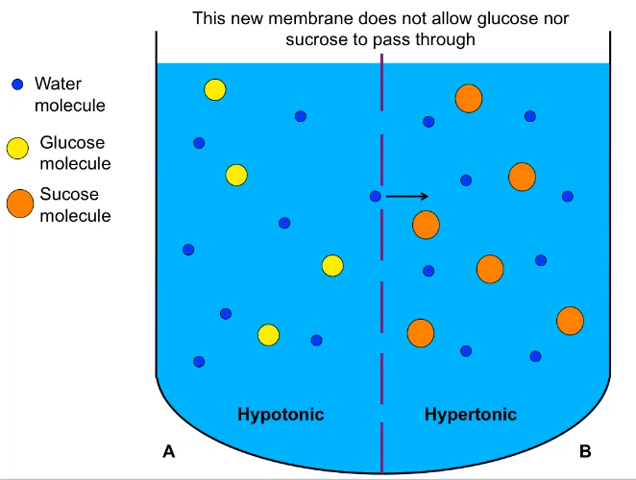 This new membrane does not allow glucose nor
sucrose to pass through
Water
molecule
Glucose
molecule
Sucose
molecule
Hypotonic
Hypertonic
A
B